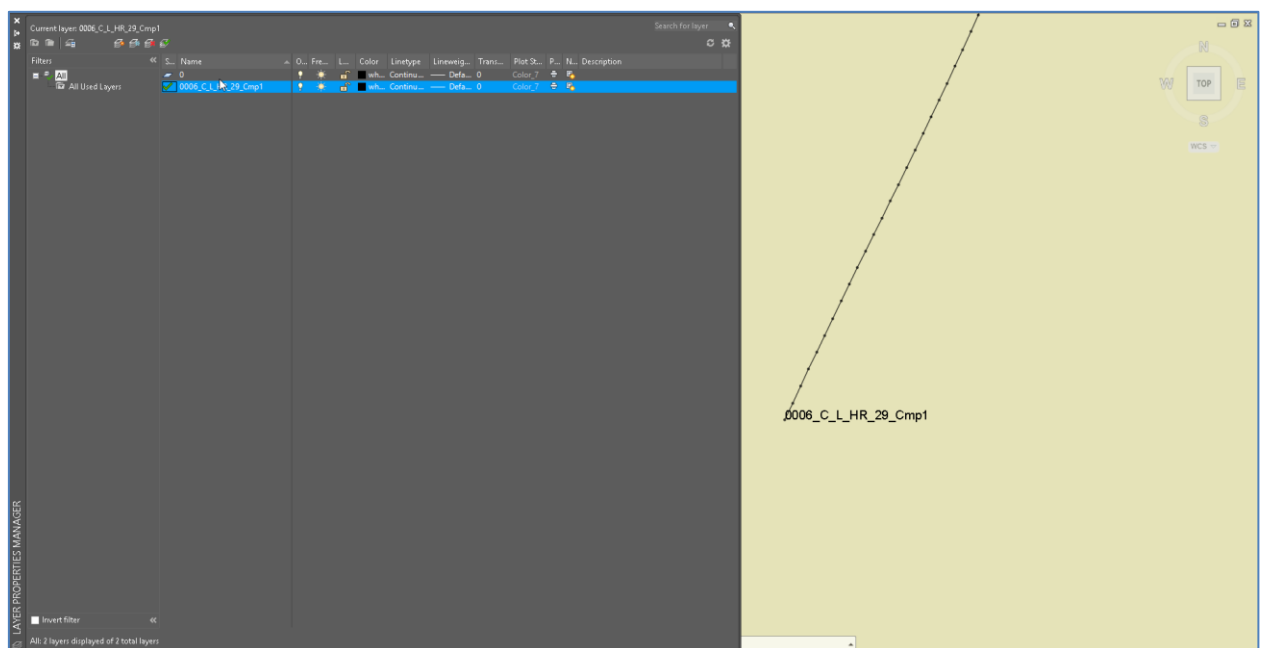 Current layer: 0006_C_L_HR_29_Cmp1
Search for layer
Filters
S... Name O... Fre... L... Color Linetype Lineweig... Trans... Plot St... P... N... Description
All
0 wh... Continu... Defa... 0 Color_7
All Used Layers
0006_C_L_HR_29_Cmp1 wh... Continu... Defa... 0 Color_7
N
W
TOP
E
S
WCS
0006_C_L_HR_29_Cmp1
LAYER PROPERTIES MANAGER
Invert filter
All: 2 layers displayed of 2 total layers